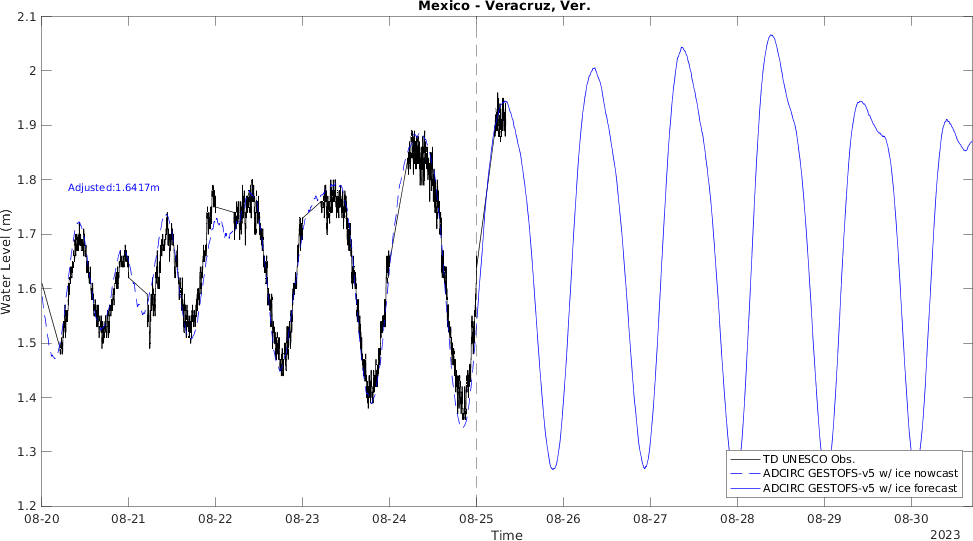 Mexico - Veracruz, Ver.
2.1
2
1.9
1.8
1.7
1.6
1.5
1.4
1.3
1.2
Water Level (m)
Adjusted:1.6417m
TD UNESCO Obs.
ADCIRC GESTOFS-v5 w/ ice nowcast
ADCIRC GESTOFS-v5 w/ ice forecast
08-20 08-21 08-22 08-23 08-24 08-25 08-26 08-27 08-28 08-29 08-30
Time
2023